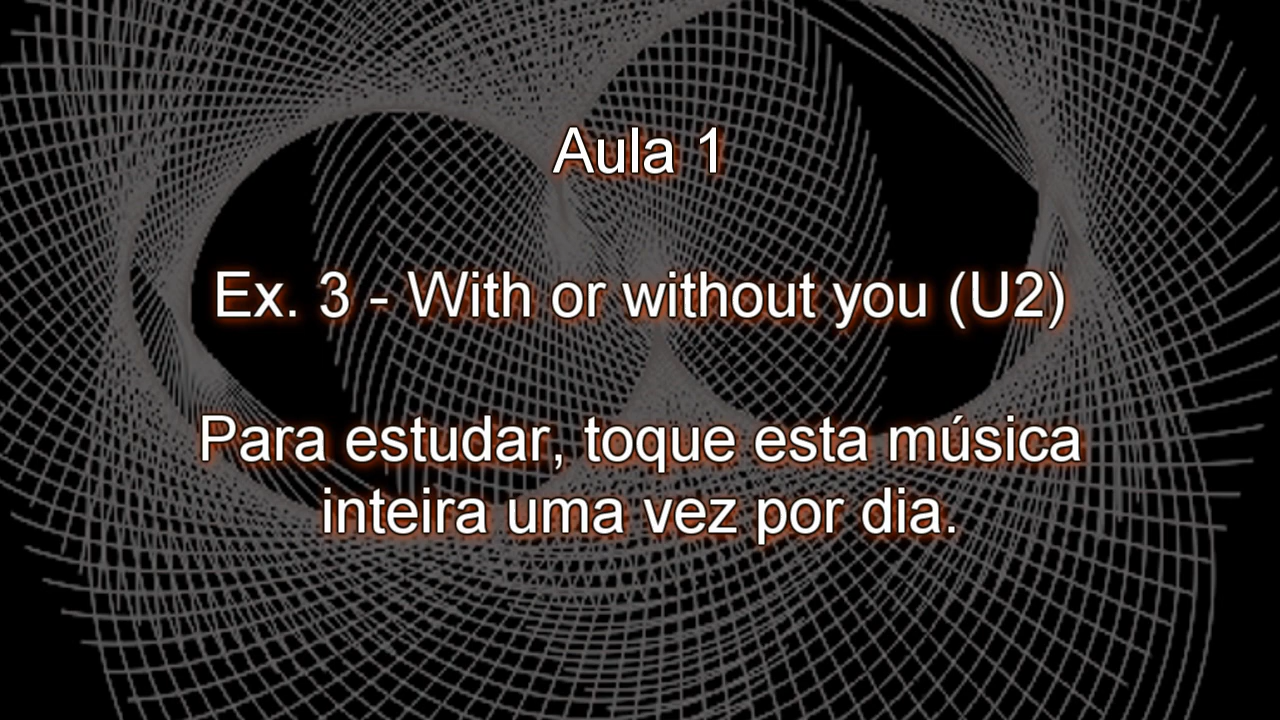 Aula 1
Ex. 3 - With or without you (U2)
Para estudar, toque esta música
inteira uma vez por dia.